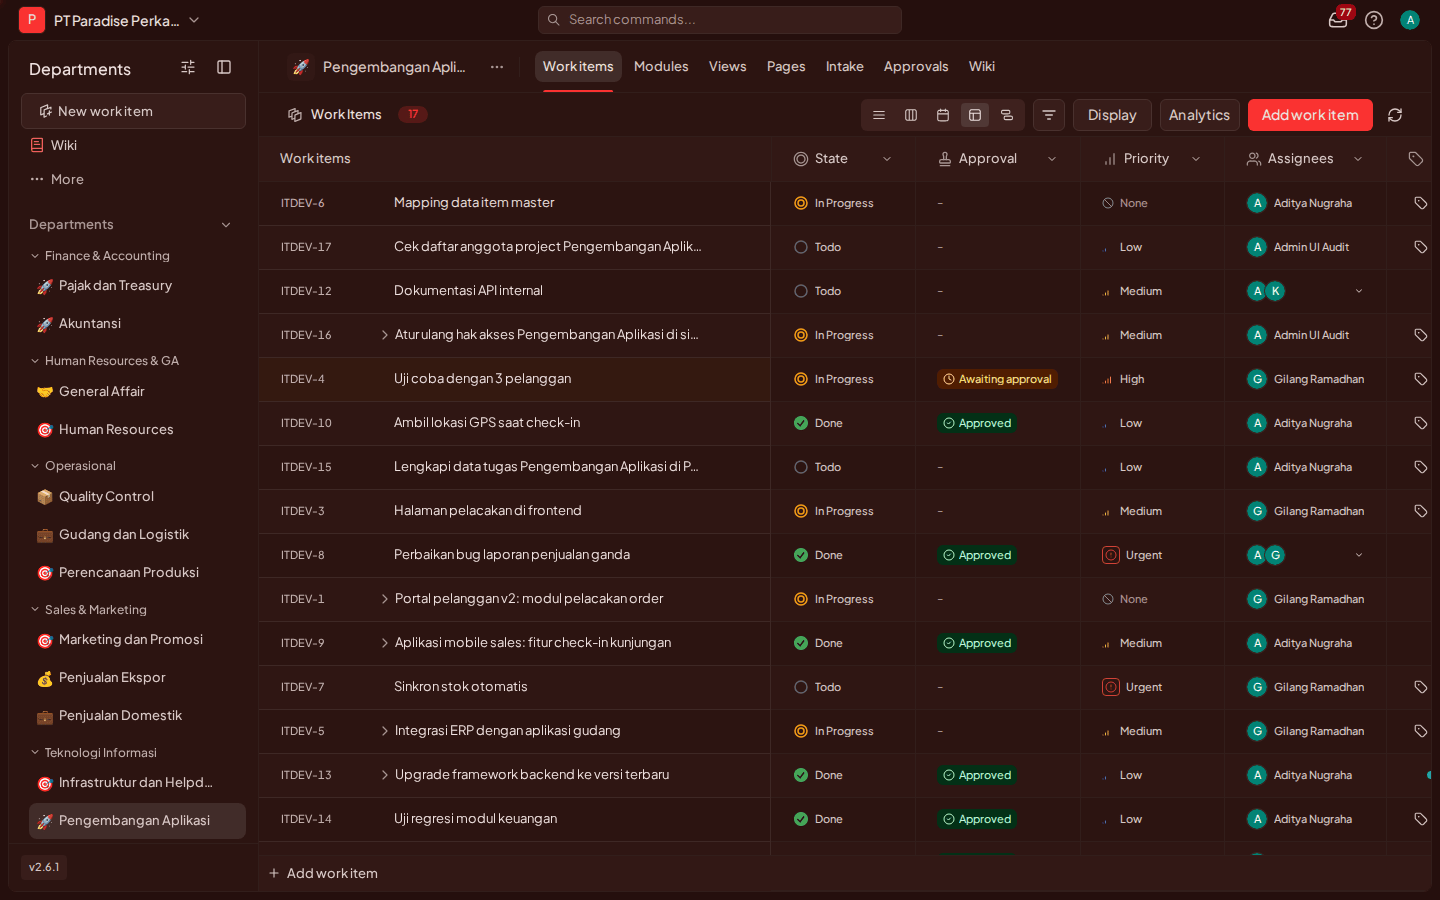 P PT Paradise Perka...
Search commands...
77
A
Departments
New work item
Wiki
More
Departments
Finance & Accounting
Pajak dan Treasury
Akuntansi
Human Resources & GA
General Affair
Human Resources
Operasional
Quality Control
Gudang dan Logistik
Perencanaan Produksi
Sales & Marketing
Marketing dan Promosi
Penjualan Ekspor
Penjualan Domestik
Teknologi Informasi
Infrastruktur dan Helpd...
Pengembangan Aplikasi
v2.6.1
Pengembangan Apli... Work items Modules Views Pages Intake Approvals Wiki
Work Items 17 Display Analytics Add work item
Work items State Approval Priority Assignees
ITDEV-6 Mapping data item master In Progress - None A Aditya Nugraha
ITDEV-17 Cek daftar anggota project Pengembangan Aplik... Todo - Low A Admin UI Audit
ITDEV-12 Dokumentasi API internal Todo - Medium A K
ITDEV-16 Atur ulang hak akses Pengembangan Aplikasi di si... In Progress - Medium A Admin UI Audit
ITDEV-4 Uji coba dengan 3 pelanggan In Progress Awaiting approval High G Gilang Ramadhan
ITDEV-10 Ambil lokasi GPS saat check-in Done Approved Low A Aditya Nugraha
ITDEV-15 Lengkapi data tugas Pengembangan Aplikasi di P... Todo - Low A Aditya Nugraha
ITDEV-3 Halaman pelacakan di frontend In Progress - Medium G Gilang Ramadhan
ITDEV-8 Perbaikan bug laporan penjualan ganda Done Approved Urgent A G
ITDEV-1 Portal pelanggan v2: modul pelacakan order In Progress - None G Gilang Ramadhan
ITDEV-9 Aplikasi mobile sales: fitur check-in kunjungan Done Approved Medium A Aditya Nugraha
ITDEV-7 Sinkron stok otomatis Todo - Urgent G Gilang Ramadhan
ITDEV-5 Integrasi ERP dengan aplikasi gudang In Progress - Medium G Gilang Ramadhan
ITDEV-13 Upgrade framework backend ke versi terbaru Done Approved Low A Aditya Nugraha
ITDEV-14 Uji regresi modul keuangan Done Approved Low A Aditya Nugraha
Add work item